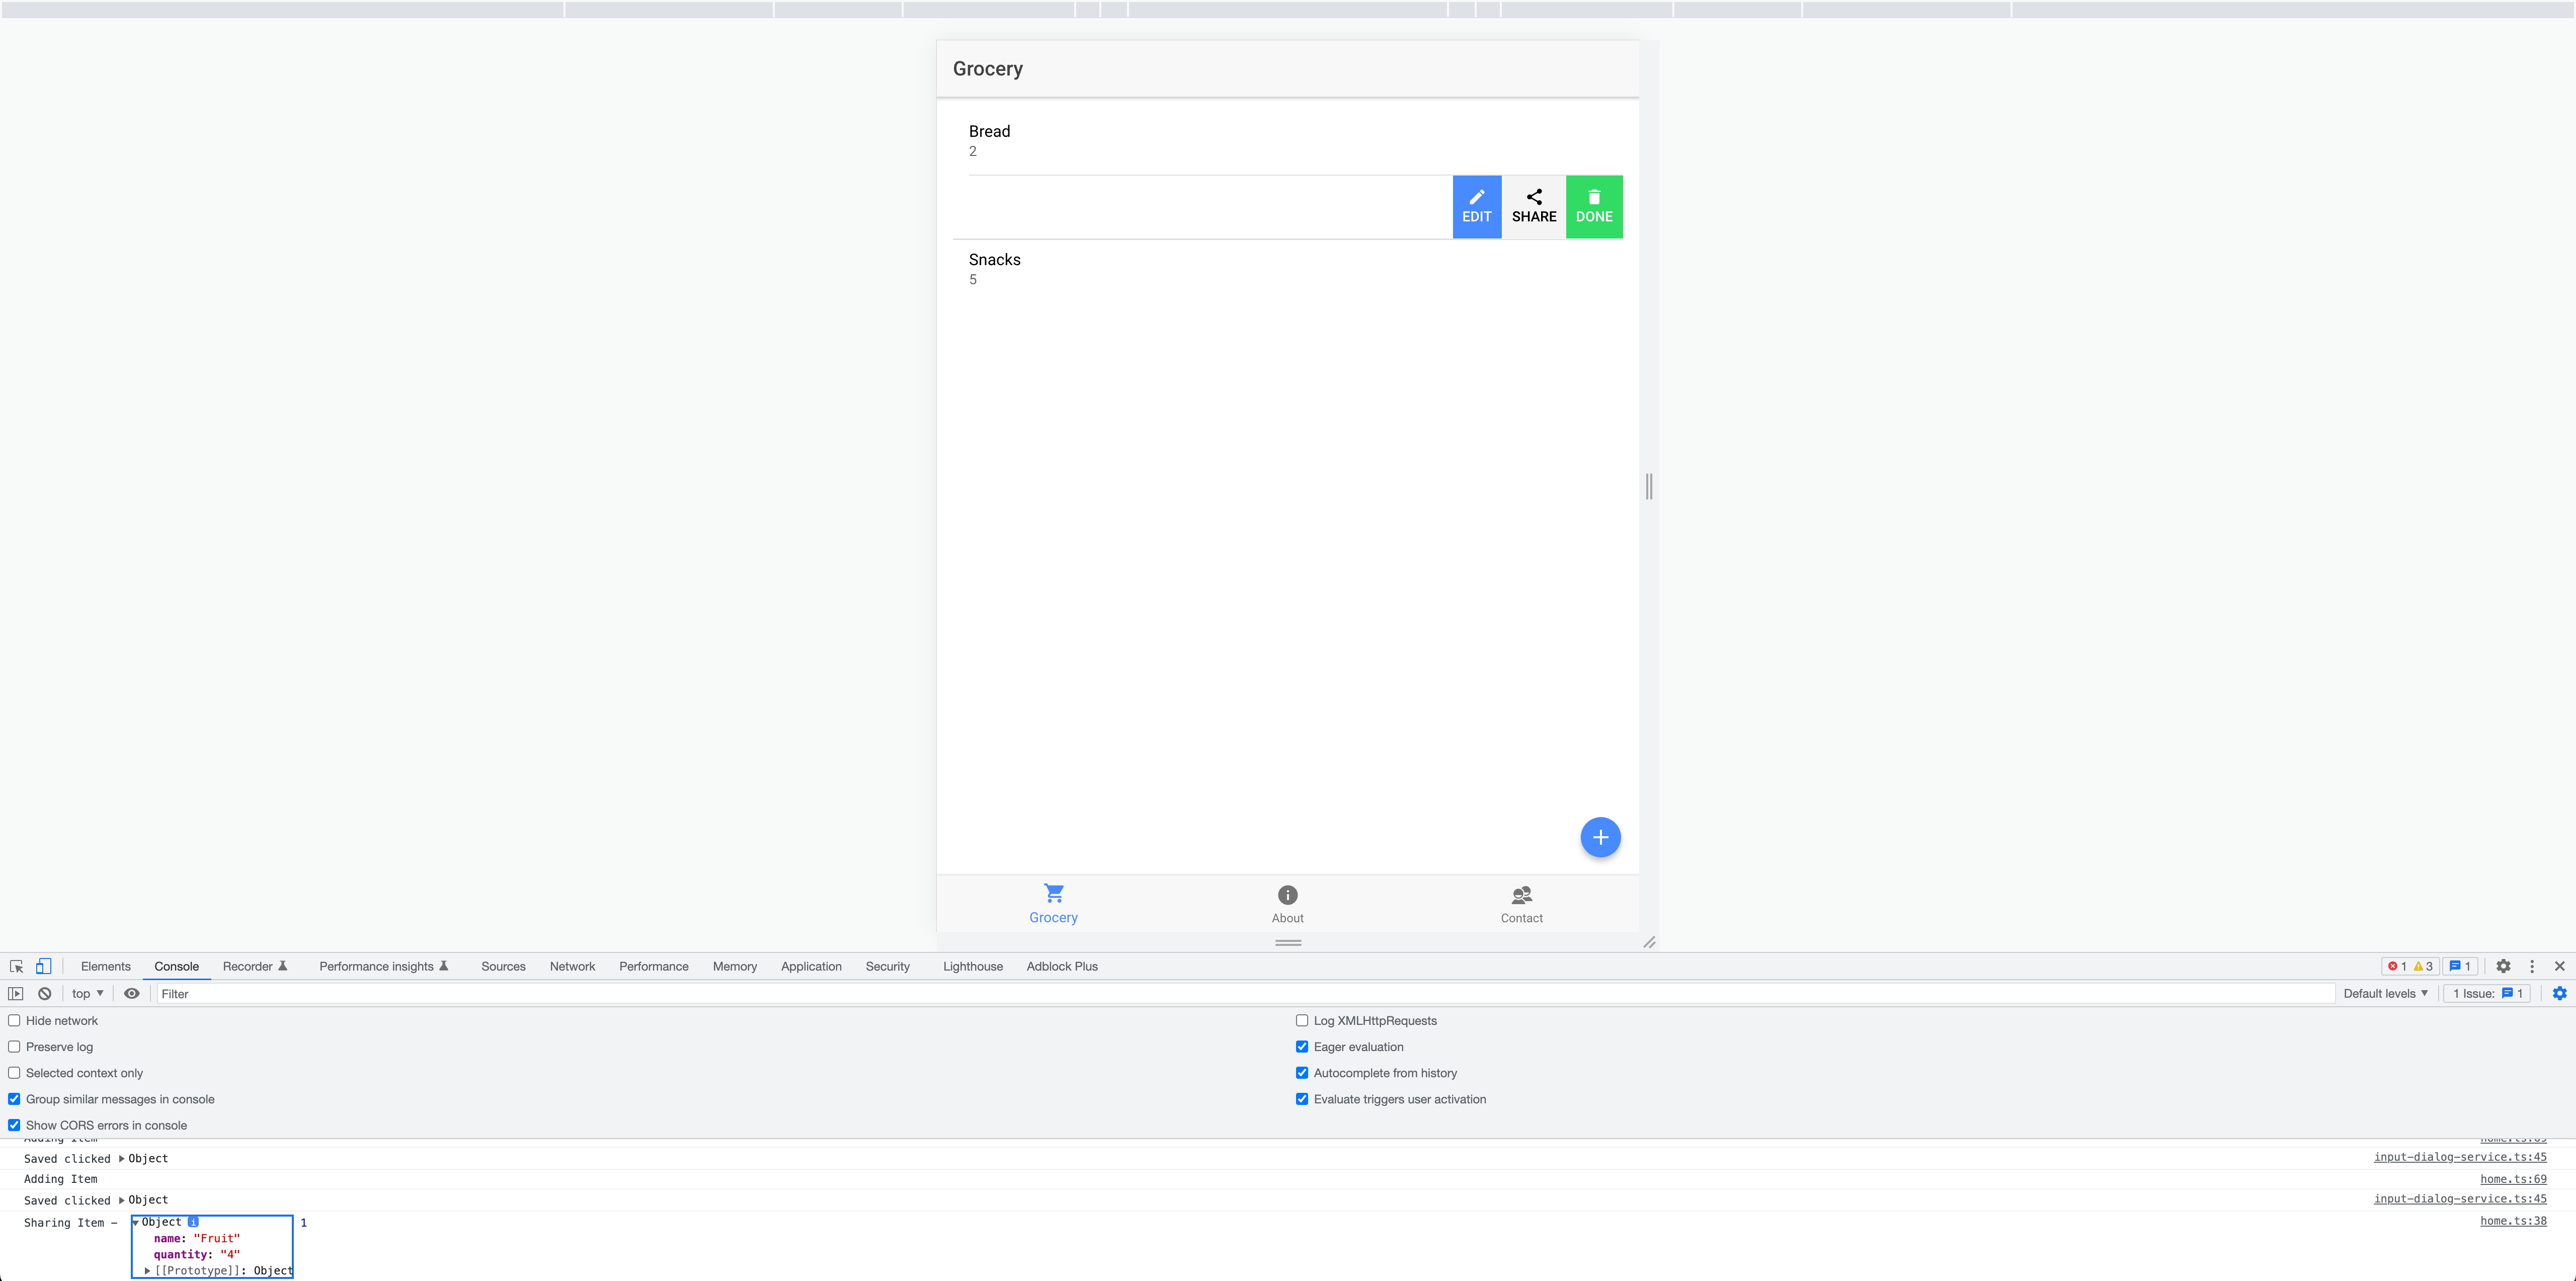 Grocery
Bread
2
EDIT SHARE DONE
Snacks
5
Grocery About Contact
Elements Console Recorder Performance insights Sources Network Performance Memory Application Security Lighthouse Adblock Plus 1 3 1
top Filter Default levels 1 Issue: 1
Hide network Log XMLHttpRequests
Preserve log Eager evaluation
Selected context only Autocomplete from history
Group similar messages in console Evaluate triggers user activation
Show CORS errors in console
Adding Item home.ts:69
Saved clicked Object input-dialog-service.ts:45
Adding Item home.ts:69
Saved clicked Object input-dialog-service.ts:45
Sharing Item – Object i 1 home.ts:38
name: "Fruit"
quantity: "4"
[[Prototype]]: Object